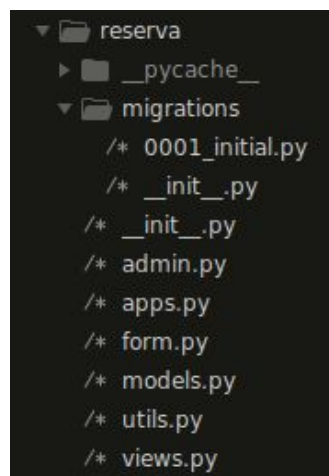 reserva
__pycache__
migrations
/* 0001_initial.py
/* __init__.py
/* __init__.py
/* admin.py
/* apps.py
/* form.py
/* models.py
/* utils.py
/* views.py